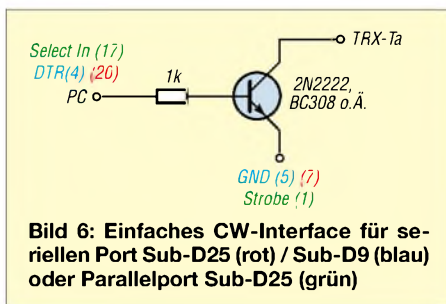 Select In (17)
DTR(4) (20)
PC
1k
TRX-Ta
2N2222,
BC308 o.Ä.
GND (5) (7)
Strobe (1)
Bild 6: Einfaches CW-Interface für se-
riellen Port Sub-D25 (rot) / Sub-D9 (blau)
oder Parallelport Sub-D25 (grün)